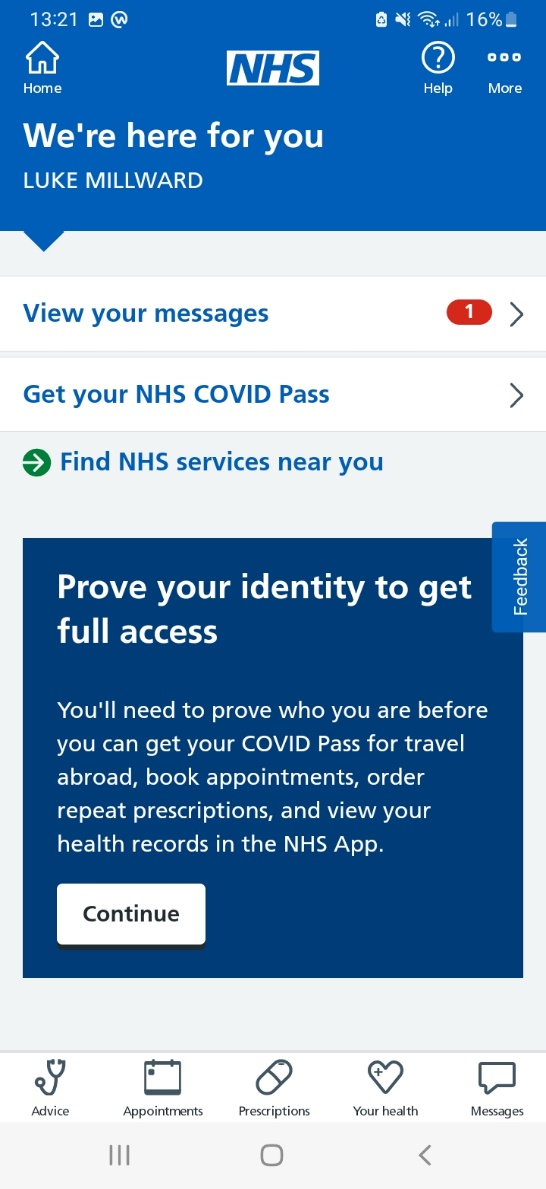 13:21
16%
NHS
Home
Help
More
We're here for you
LUKE MILLWARD
View your messages
1
Get your NHS COVID Pass
Find NHS services near you
Feedback
Prove your identity to get
full access
You'll need to prove who you are before
you can get your COVID Pass for travel
abroad, book appointments, order
repeat prescriptions, and view your
health records in the NHS App.
Continue
Advice
Appointments
Prescriptions
Your health
Messages